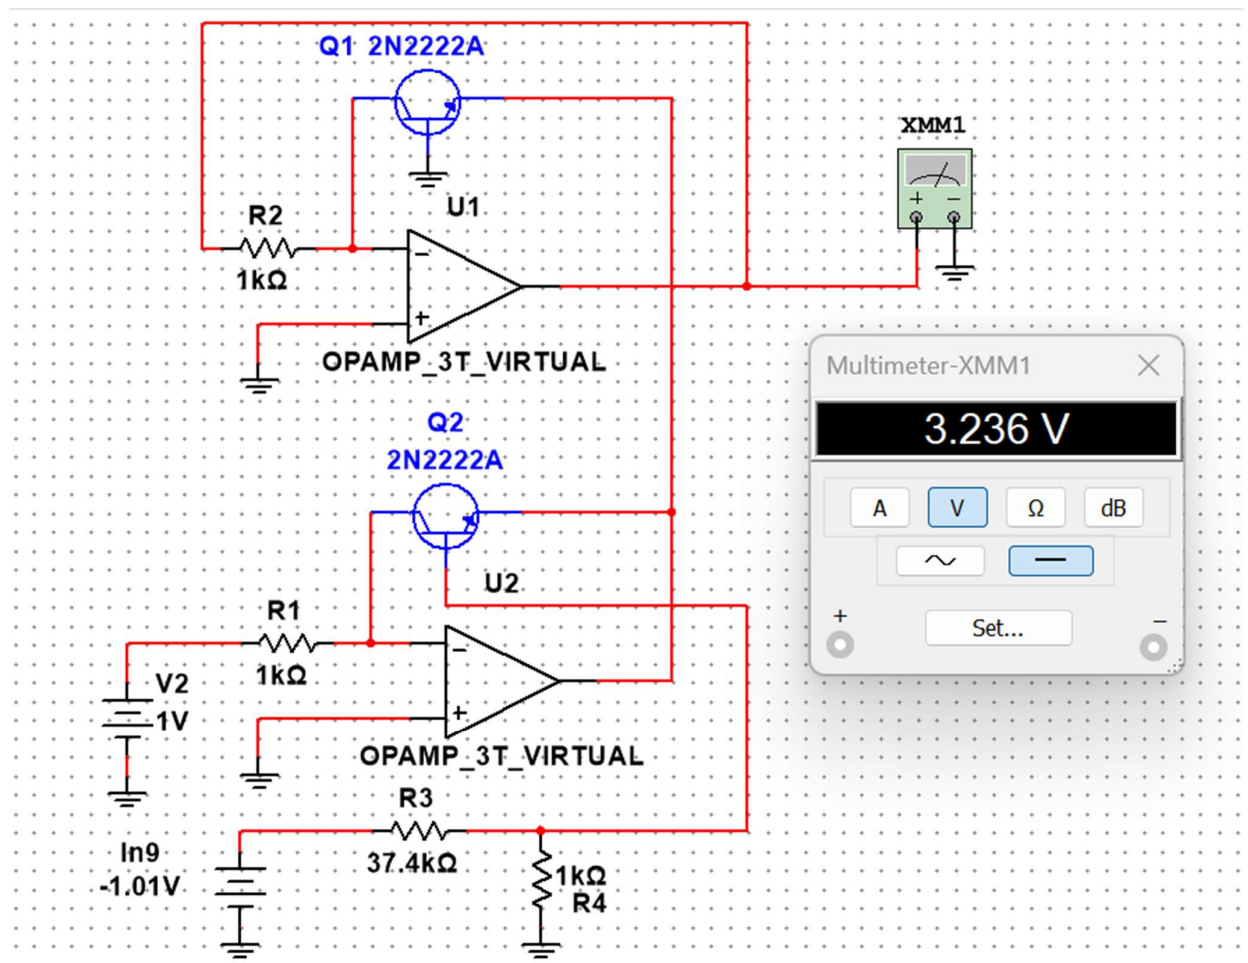 Q1 2N2222A
XMM1
+ −
R2
1kΩ
U1
−
+
OPAMP_3T_VIRTUAL
Multimeter-XMM1
3.236 V
A V Ω dB
+ −
Set...
Q2
2N2222A
U2
R1
1kΩ
V2
1V
−
+
OPAMP_3T_VIRTUAL
R3
37.4kΩ
In9
-1.01V
1kΩ
R4